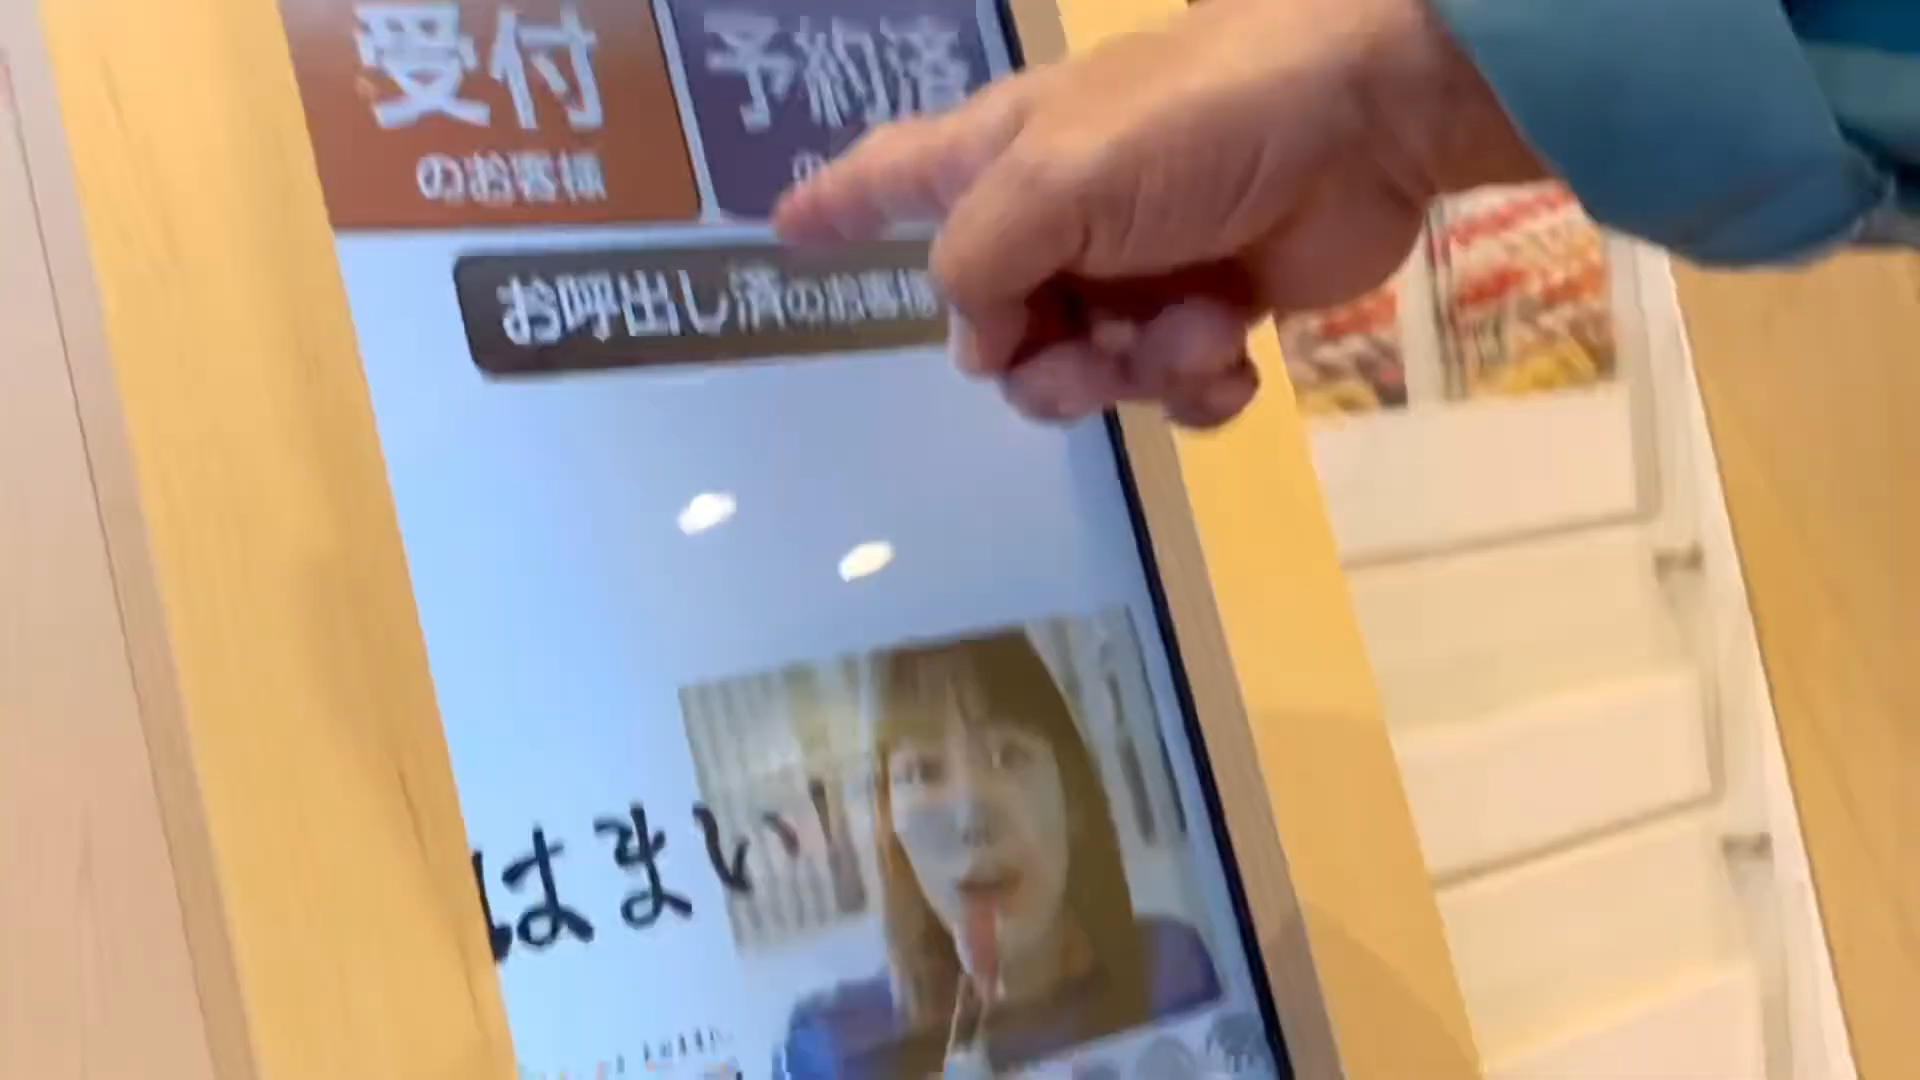 受付
のお客様
予約済
の
お呼出し済のお客様
はまい